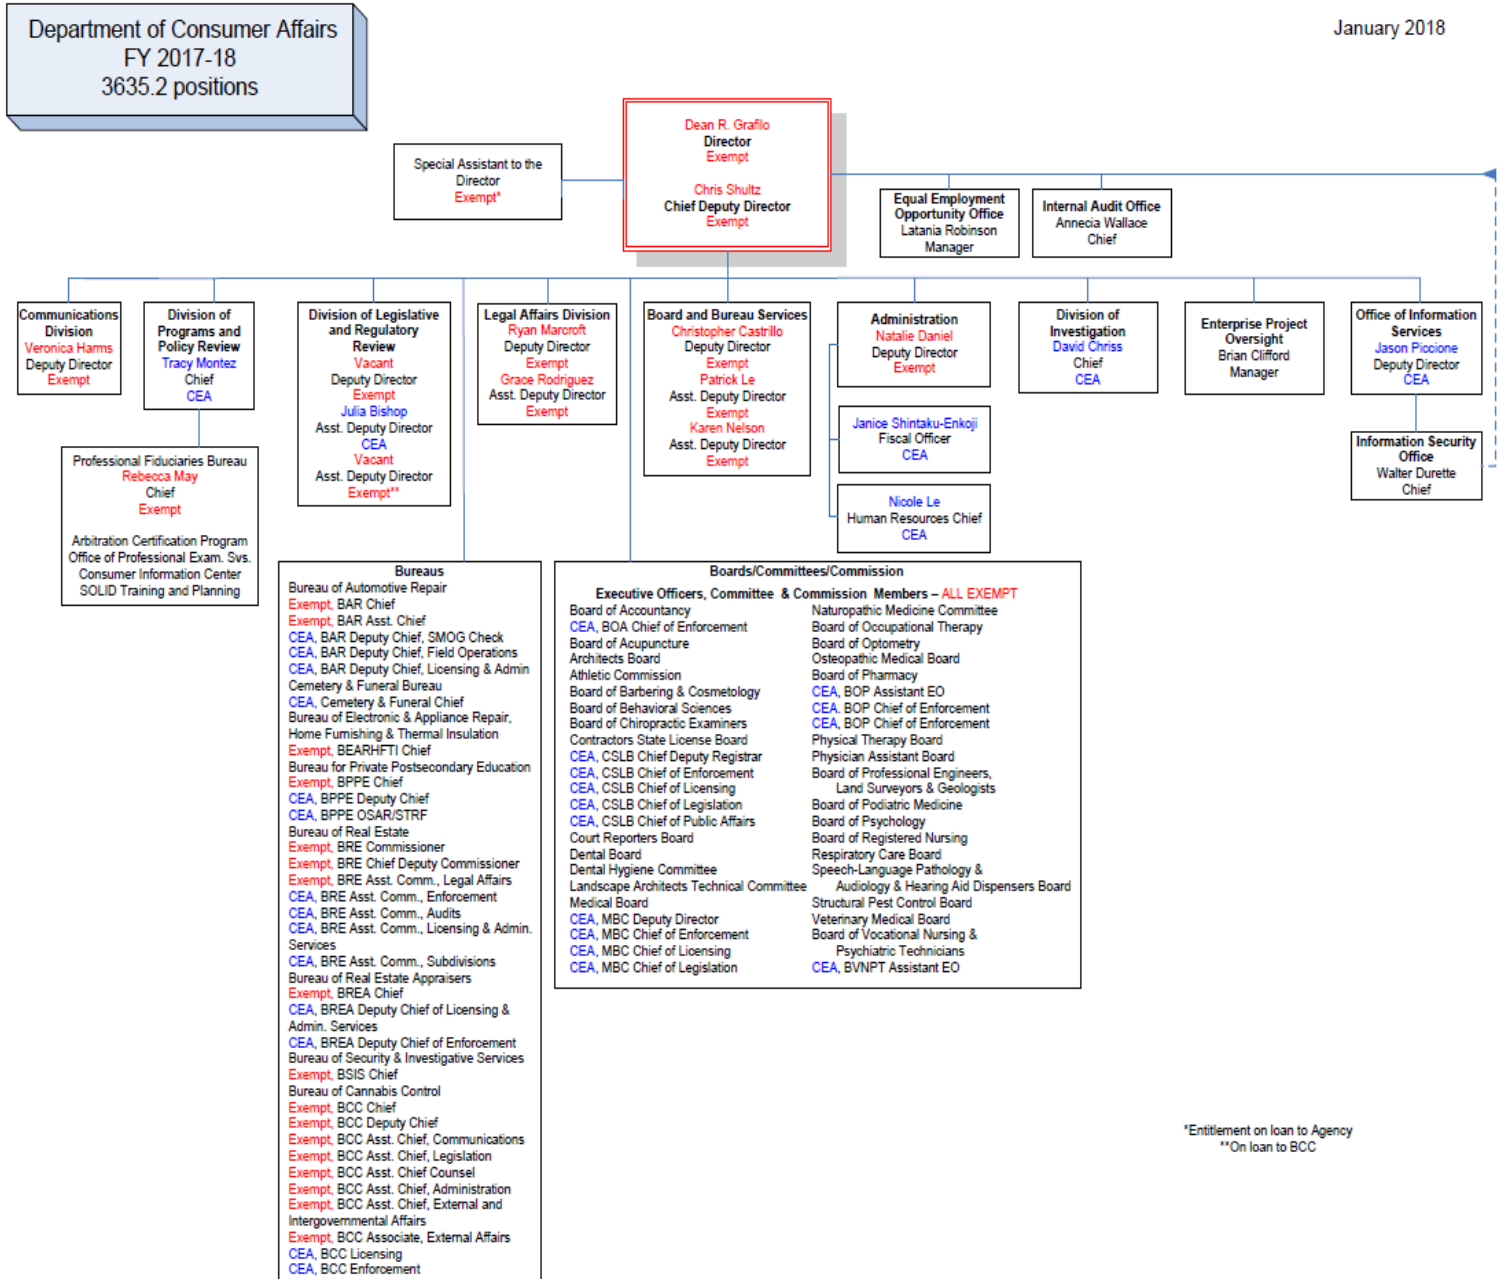 Department of Consumer Affairs
FY 2017-18
3635.2 positions
January 2018
Dean R. Grafilo
Director
Exempt
Chris Shultz
Chief Deputy Director
Exempt
Special Assistant to the
Director
Exempt*
Equal Employment
Opportunity Office
Latania Robinson
Manager
Internal Audit Office
Annecia Wallace
Chief
Communications
Division
Veronica Harms
Deputy Director
Exempt
Division of
Programs and
Policy Review
Tracy Montez
Chief
CEA
Division of Legislative
and Regulatory
Review
Vacant
Deputy Director
Exempt
Julia Bishop
Asst. Deputy Director
CEA
Vacant
Asst. Deputy Director
Exempt**
Legal Affairs Division
Ryan Marcroft
Deputy Director
Exempt
Grace Rodriguez
Asst. Deputy Director
Exempt
Board and Bureau Services
Christopher Castrillo
Deputy Director
Exempt
Patrick Le
Asst. Deputy Director
Exempt
Karen Nelson
Asst. Deputy Director
Exempt
Administration
Natalie Daniel
Deputy Director
Exempt
Janice Shintaku-Enkoji
Fiscal Officer
CEA
Nicole Le
Human Resources Chief
CEA
Division of
Investigation
David Chriss
Chief
CEA
Enterprise Project
Oversight
Brian Clifford
Manager
Office of Information
Services
Jason Piccione
Deputy Director
CEA
Information Security
Office
Walter Durette
Chief
Professional Fiduciaries Bureau
Rebecca May
Chief
Exempt
Arbitration Certification Program
Office of Professional Exam. Svs.
Consumer Information Center
SOLID Training and Planning
Bureaus
Bureau of Automotive Repair
Exempt, BAR Chief
Exempt, BAR Asst. Chief
CEA, BAR Deputy Chief, SMOG Check
CEA, BAR Deputy Chief, Field Operations
CEA, BAR Deputy Chief, Licensing & Admin
Cemetery & Funeral Bureau
CEA, Cemetery & Funeral Chief
Bureau of Electronic & Appliance Repair,
Home Furnishing & Thermal Insulation
Exempt, BEARHFTI Chief
Bureau for Private Postsecondary Education
Exempt, BPPE Chief
CEA, BPPE Deputy Chief
CEA, BPPE OSAR/STRF
Bureau of Real Estate
Exempt, BRE Commissioner
Exempt, BRE Chief Deputy Commissioner
Exempt, BRE Asst. Comm., Legal Affairs
CEA, BRE Asst. Comm., Enforcement
CEA, BRE Asst. Comm., Audits
CEA, BRE Asst. Comm., Licensing & Admin.
Services
CEA, BRE Asst. Comm., Subdivisions
Bureau of Real Estate Appraisers
Exempt, BREA Chief
CEA, BREA Deputy Chief of Licensing &
Admin. Services
CEA, BREA Deputy Chief of Enforcement
Bureau of Security & Investigative Services
Exempt, BSIS Chief
Bureau of Cannabis Control
Exempt, BCC Chief
Exempt, BCC Deputy Chief
Exempt, BCC Asst. Chief, Communications
Exempt, BCC Asst. Chief, Legislation
Exempt, BCC Asst. Chief Counsel
Exempt, BCC Asst. Chief, Administration
Exempt, BCC Asst. Chief, External and
Intergovernmental Affairs
Exempt, BCC Associate, External Affairs
CEA, BCC Licensing
CEA, BCC Enforcement
Boards/Committees/Commission
Executive Officers, Committee & Commission Members – ALL EXEMPT
Board of Accountancy
CEA, BOA Chief of Enforcement
Board of Acupuncture
Architects Board
Athletic Commission
Board of Barbering & Cosmetology
Board of Behavioral Sciences
Board of Chiropractic Examiners
Contractors State License Board
CEA, CSLB Chief Deputy Registrar
CEA, CSLB Chief of Enforcement
CEA, CSLB Chief of Licensing
CEA, CSLB Chief of Legislation
CEA, CSLB Chief of Public Affairs
Court Reporters Board
Dental Board
Dental Hygiene Committee
Landscape Architects Technical Committee
Medical Board
CEA, MBC Deputy Director
CEA, MBC Chief of Enforcement
CEA, MBC Chief of Licensing
CEA, MBC Chief of Legislation
Naturopathic Medicine Committee
Board of Occupational Therapy
Board of Optometry
Osteopathic Medical Board
Board of Pharmacy
CEA, BOP Assistant EO
CEA. BOP Chief of Enforcement
CEA, BOP Chief of Enforcement
Physical Therapy Board
Physician Assistant Board
Board of Professional Engineers,
Land Surveyors & Geologists
Board of Podiatric Medicine
Board of Psychology
Board of Registered Nursing
Respiratory Care Board
Speech-Language Pathology &
Audiology & Hearing Aid Dispensers Board
Structural Pest Control Board
Veterinary Medical Board
Board of Vocational Nursing &
Psychiatric Technicians
CEA, BVNPT Assistant EO
*Entitlement on loan to Agency
**On loan to BCC